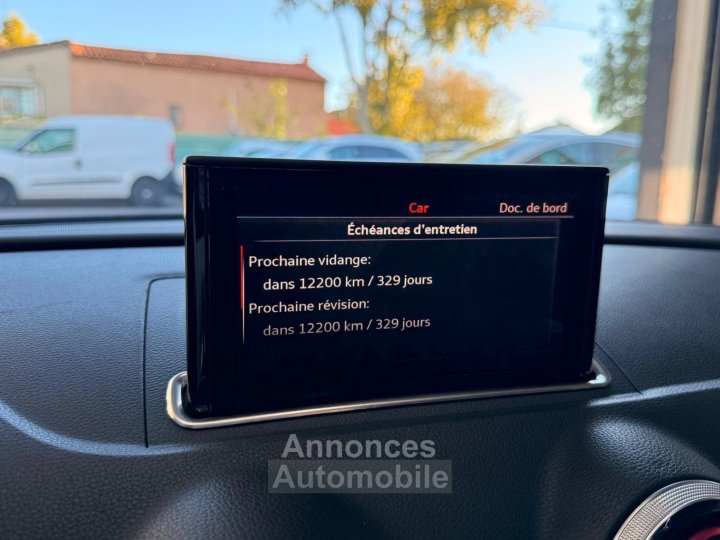 Car Doc. de bord
Échéances d'entretien
Prochaine vidange:
dans 12200 km / 329 jours
Prochaine révision:
dans 12200 km / 329 jours
Annonces
Automobile